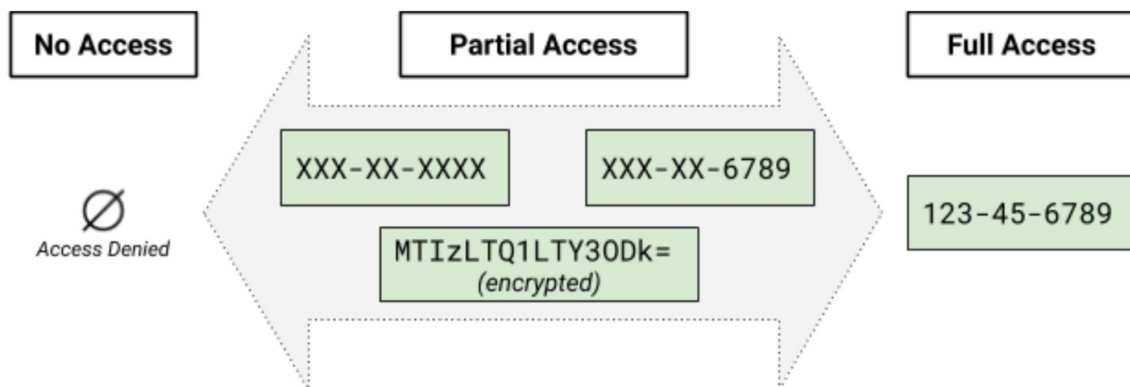 No Access
Partial Access
Full Access
XXX-XX-XXXX
XXX-XX-6789
123-45-6789
Access Denied
MTIzLTQ1LTY3ODk=
(encrypted)